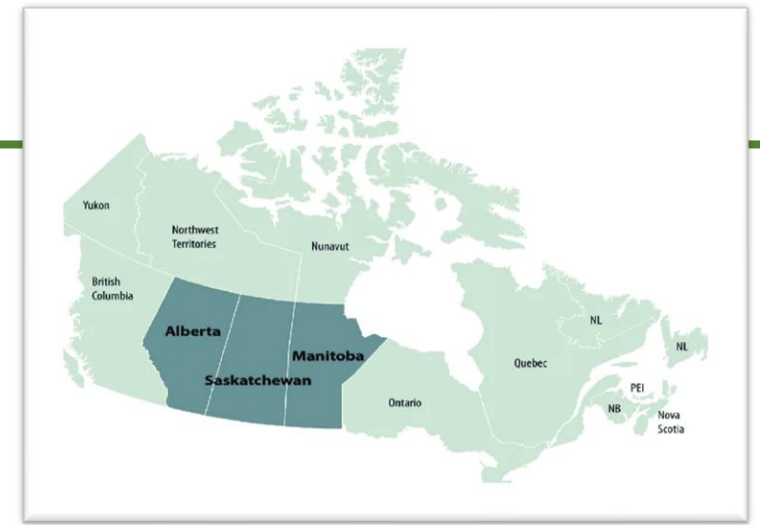 Yukon
Northwest
Territories
Nunavut
British
Columbia
Alberta
Manitoba
Saskatchewan
Ontario
Quebec
NL
NL
PEI
NB
Nova
Scotia